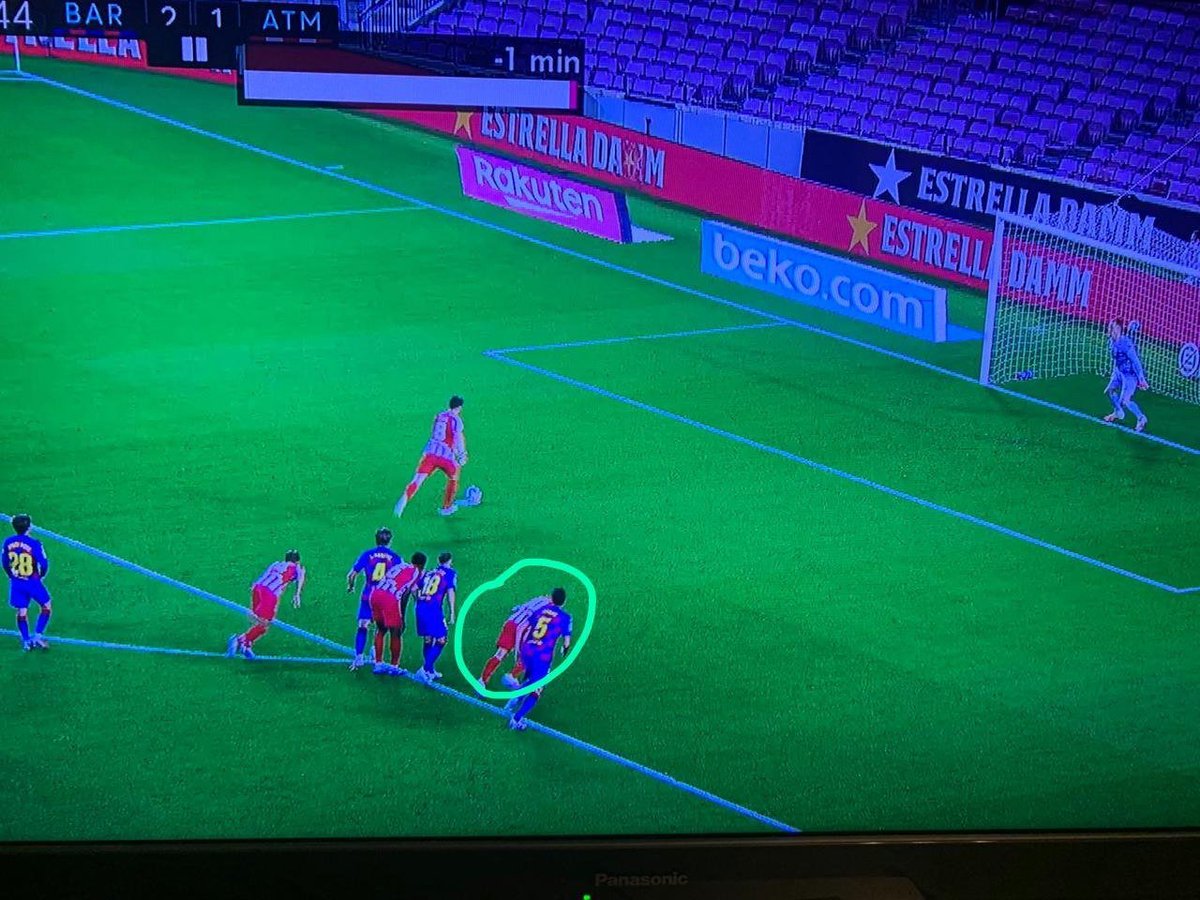 44 BAR 2 1 ATM
-1 min
ESTRELLA DAMM
Rakuten
ESTRELLA DAMM
beko.com
ESTRELLA DAMM
28
4
18
5
8
Panasonic